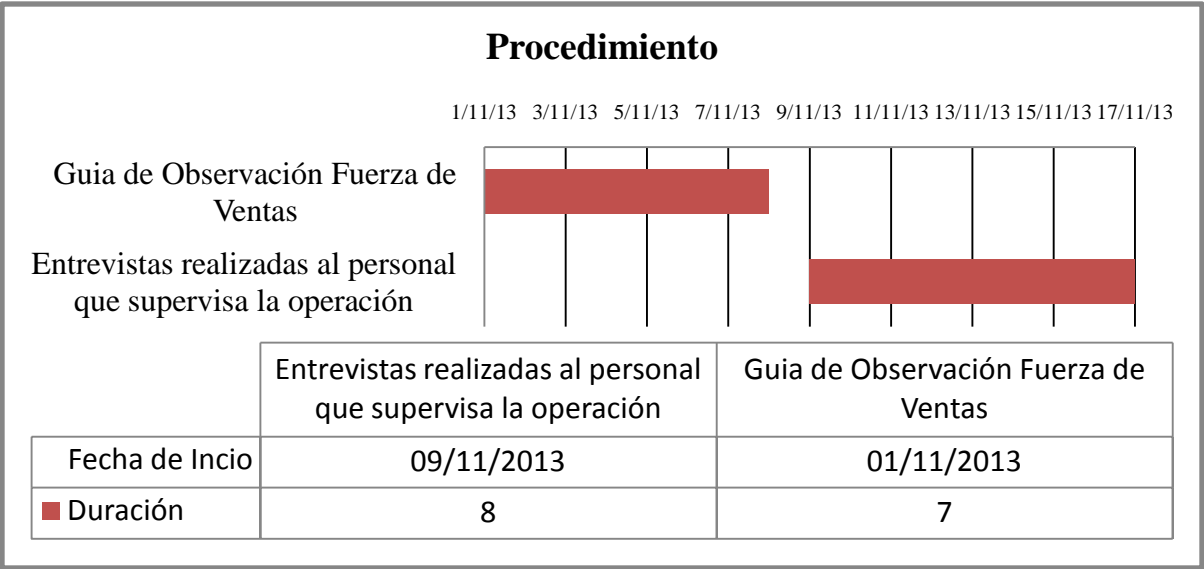 Procedimiento
1/11/13 3/11/13 5/11/13 7/11/13 9/11/13 11/11/13 13/11/13 15/11/13 17/11/13
Guia de Observación Fuerza de
Ventas
Entrevistas realizadas al personal
que supervisa la operación
Entrevistas realizadas al personal
que supervisa la operación
Guia de Observación Fuerza de
Ventas
Fecha de Incio 09/11/2013 01/11/2013
Duración 8 7